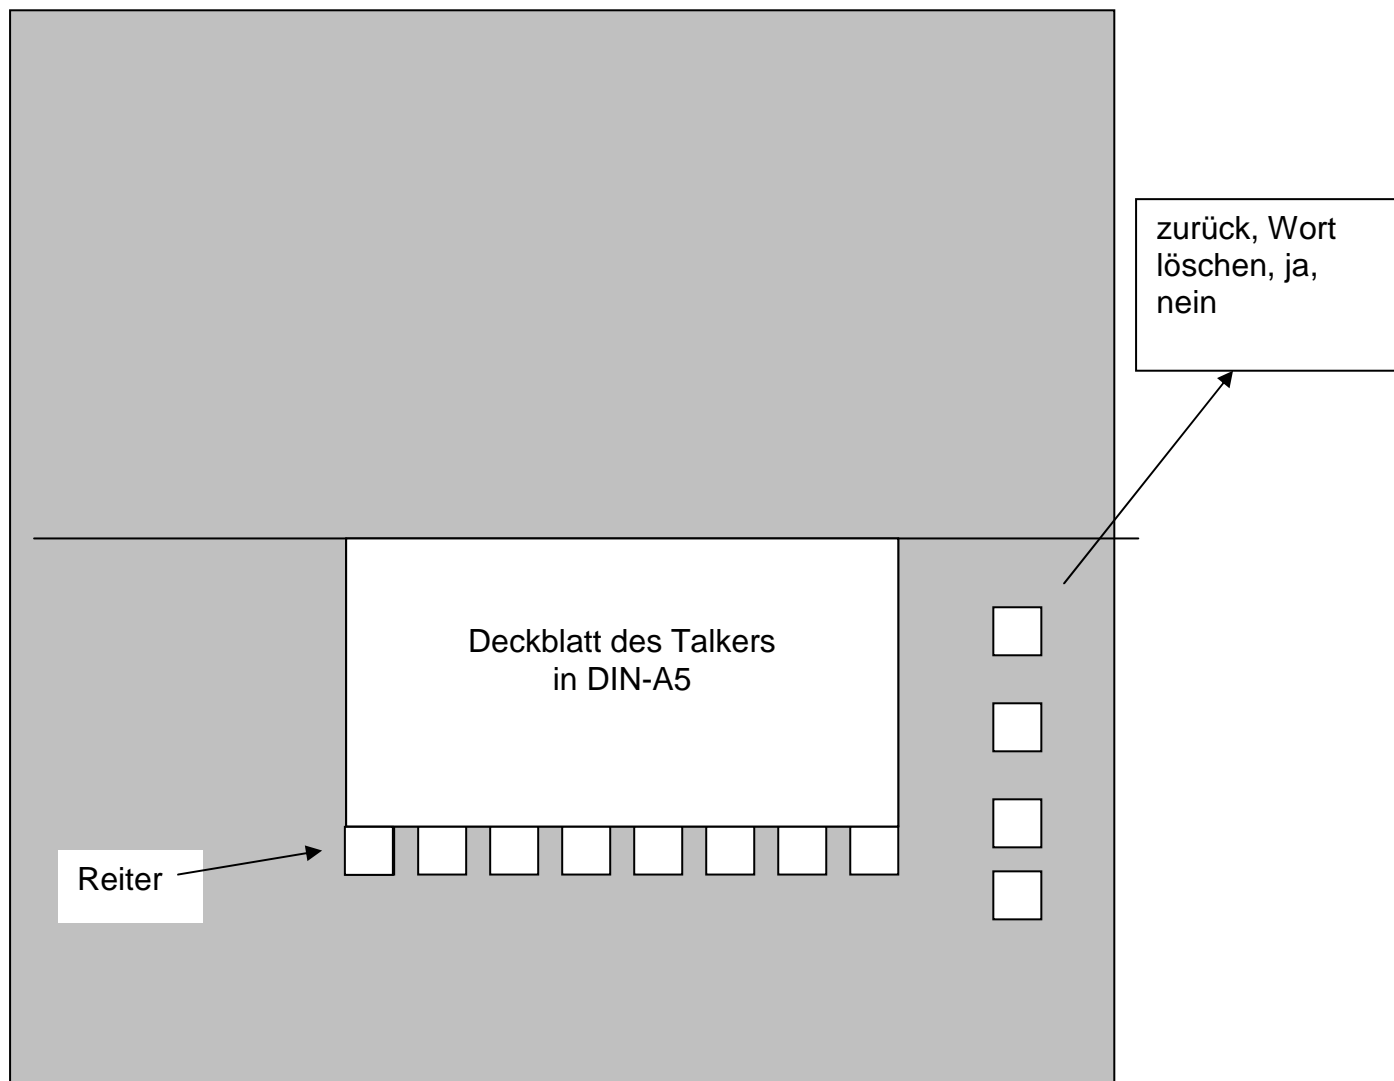 zurück, Wort
löschen, ja,
nein
Deckblatt des Talkers
in DIN-A5
Reiter